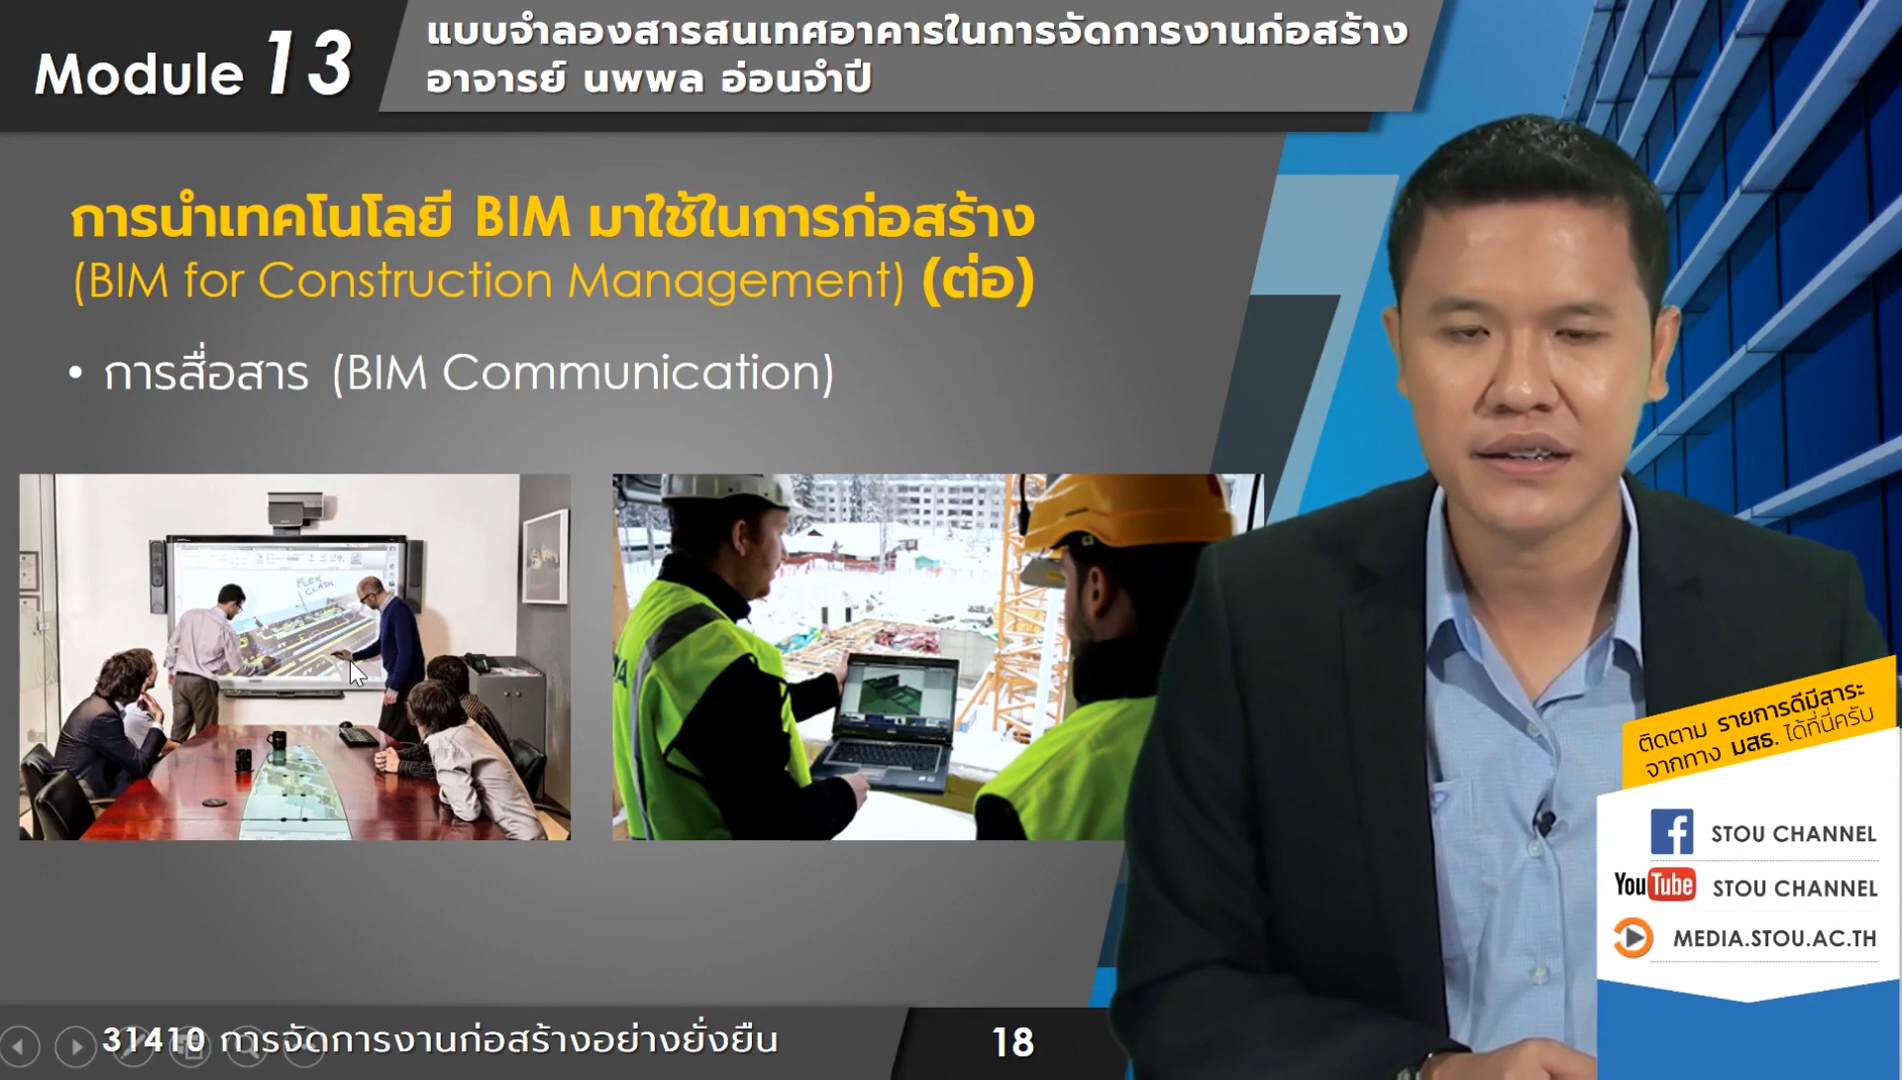 Module 13
แบบจำลองสารสนเทศอาคารในการจัดการงานก่อสร้าง
อาจารย์ นพพล อ่อนจำปี
การนำเทคโนโลยี BIM มาใช้ในการก่อสร้าง
(BIM for Construction Management) (ต่อ)
• การสื่อสาร (BIM Communication)
FLEX
CLASH
ติดตาม รายการดีมีสาระ
จากทาง มสธ. ได้ที่นี่ครับ
f STOU CHANNEL
YouTube STOU CHANNEL
MEDIA.STOU.AC.TH
31410 การจัดการงานก่อสร้างอย่างยั่งยืน
18